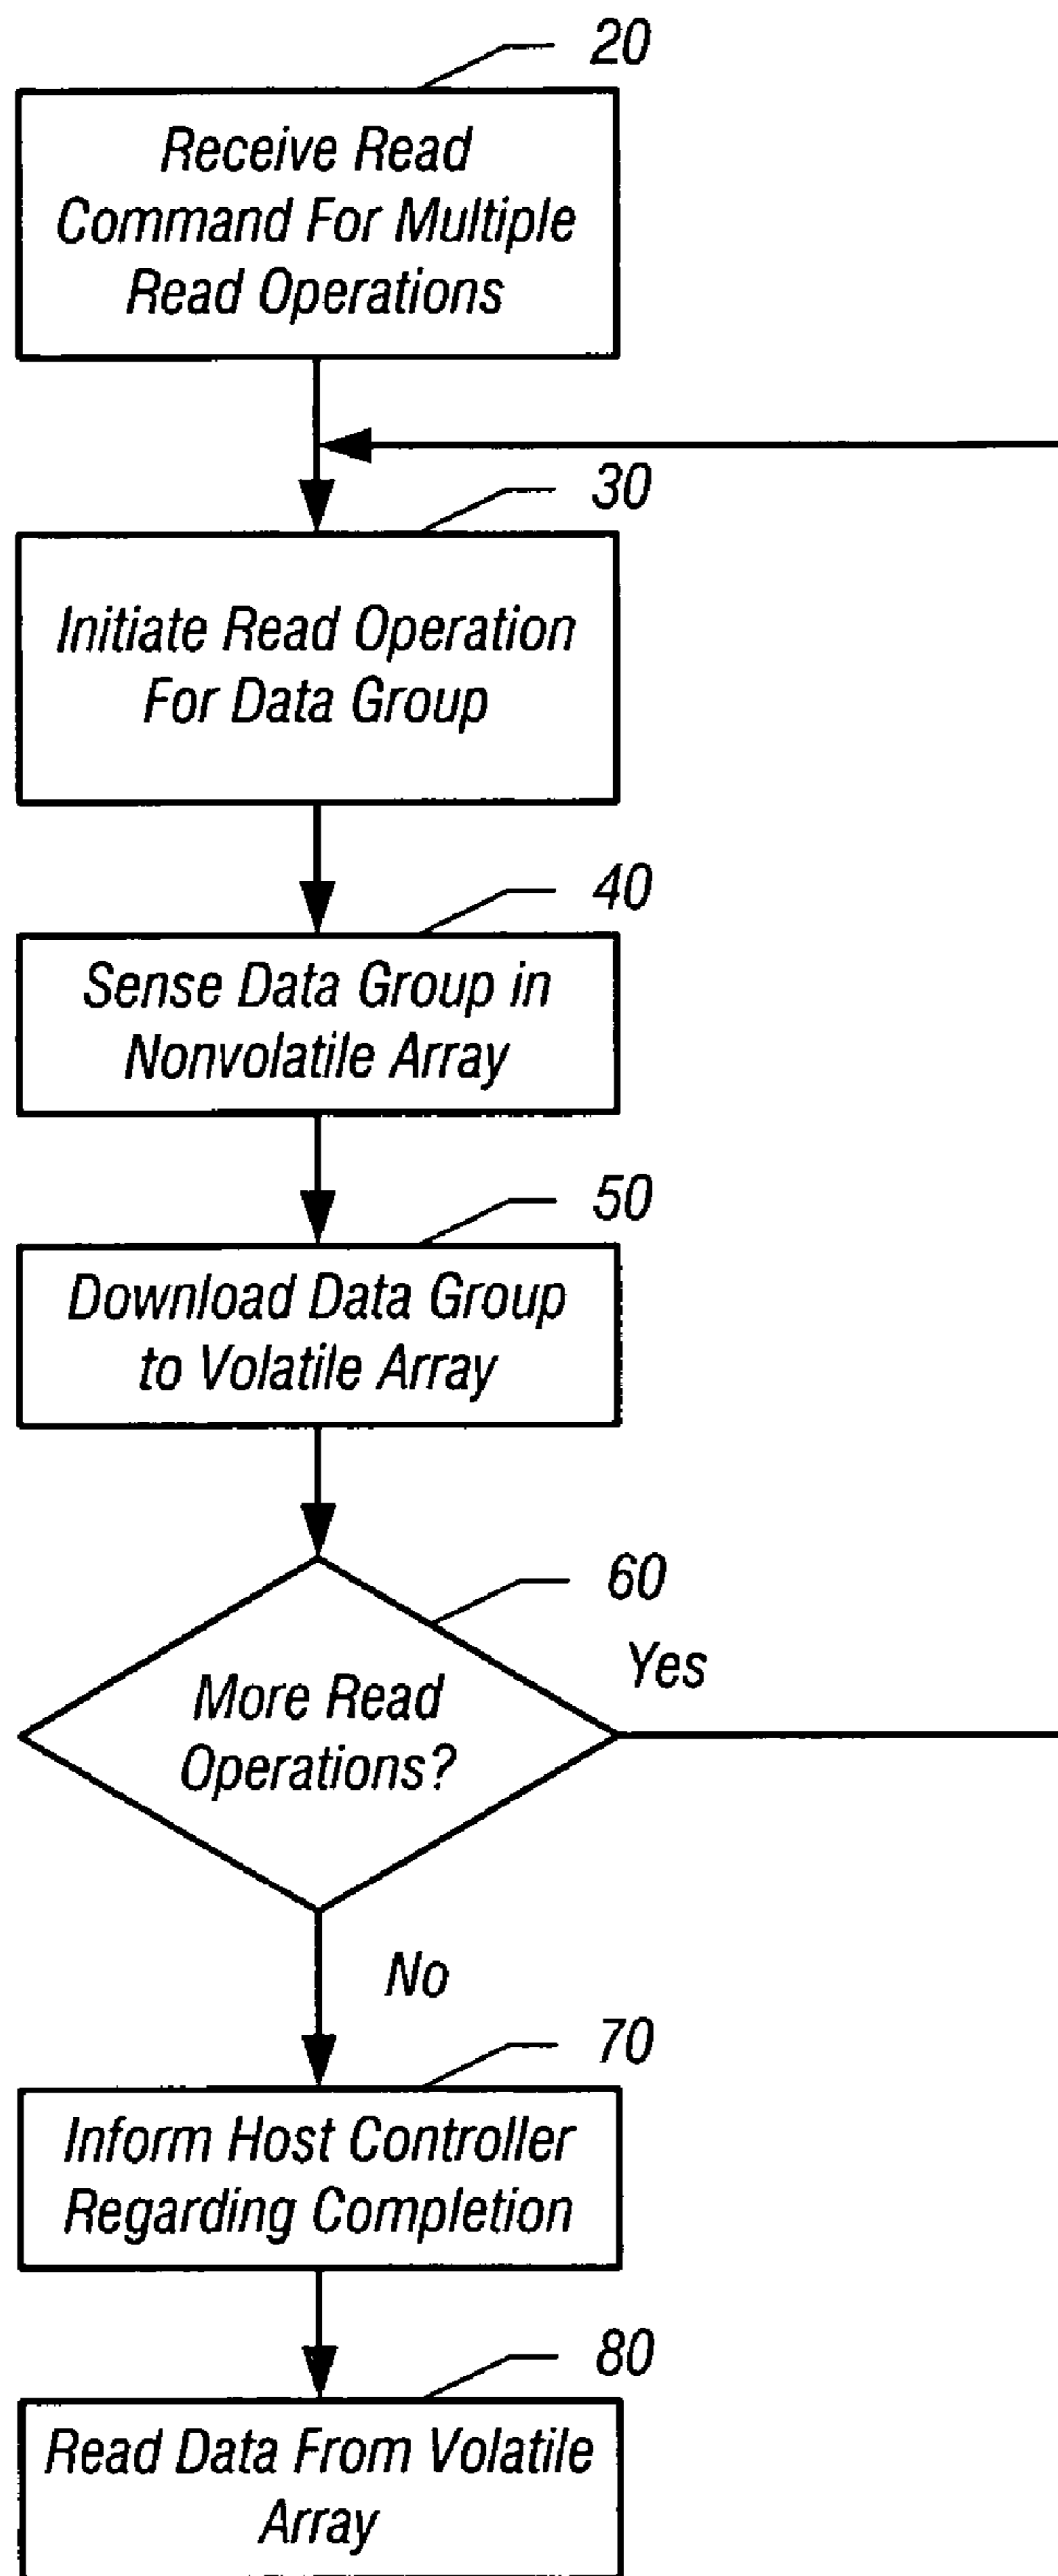 20
Receive Read
Command For Multiple
Read Operations
30
Initiate Read Operation
For Data Group
40
Sense Data Group in
Nonvolatile Array
50
Download Data Group
to Volatile Array
60
Yes
More Read
Operations?
No
70
Inform Host Controller
Regarding Completion
80
Read Data From Volatile
Array